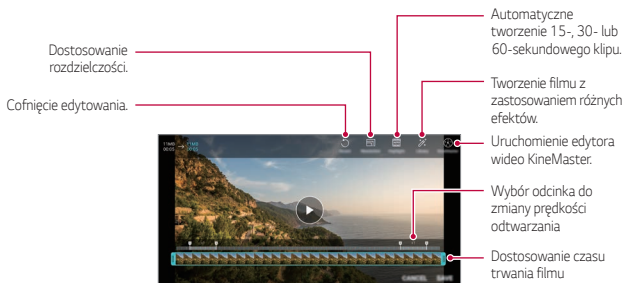 Automatyczne
tworzenie 15-, 30- lub
60-sekundowego klipu.
Dostosowanie
rozdzielczości.
Tworzenie filmu z
zastosowaniem różnych
efektów.
Cofnięcie edytowania.
Uruchomienie edytora
wideo KineMaster.
Wybór odcinka do
zmiany prędkości
odtwarzania
Dostosowanie czasu
trwania filmu
CANCEL SAVE